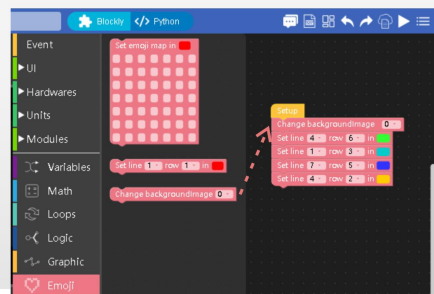 Blockly </> Python
Event
UI
Hardwares
Units
Modules
Variables
Math
Loops
Logic
Graphic
Emoji
Set emoji map in
Set line 1 row 1 in
Change backgroundImage 0
Setup
Change backgroundImage 0
Set line 4 row 6 in
Set line 1 row 3 in
Set line 7 row 5 in
Set line 4 row 2 in